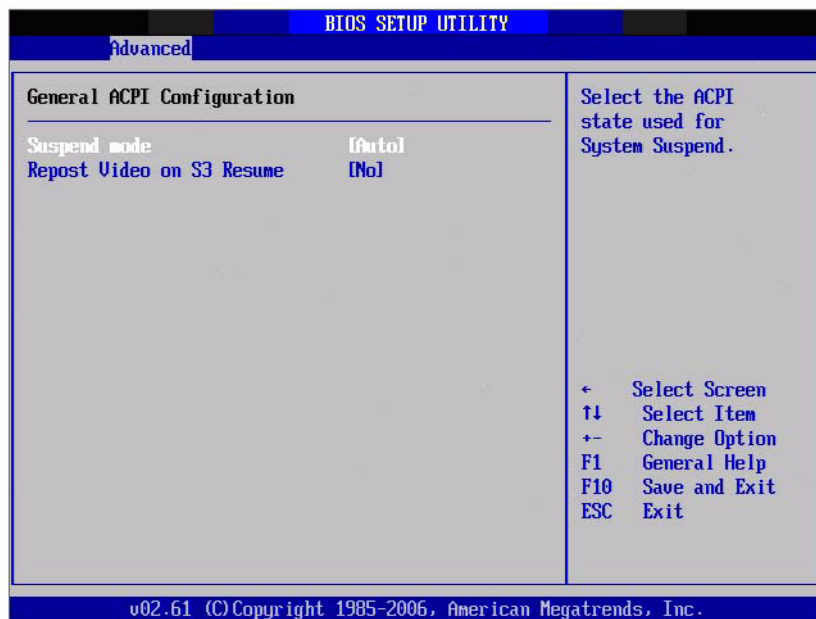 BIOS SETUP UTILITY
Advanced
General ACPI Configuration
Suspend mode [Auto]
Repost Video on S3 Resume [No]
Select the ACPI
state used for
System Suspend.
← Select Screen
↑↓ Select Item
+- Change Option
F1 General Help
F10 Save and Exit
ESC Exit
v02.61 (C)Copyright 1985-2006, American Megatrends, Inc.